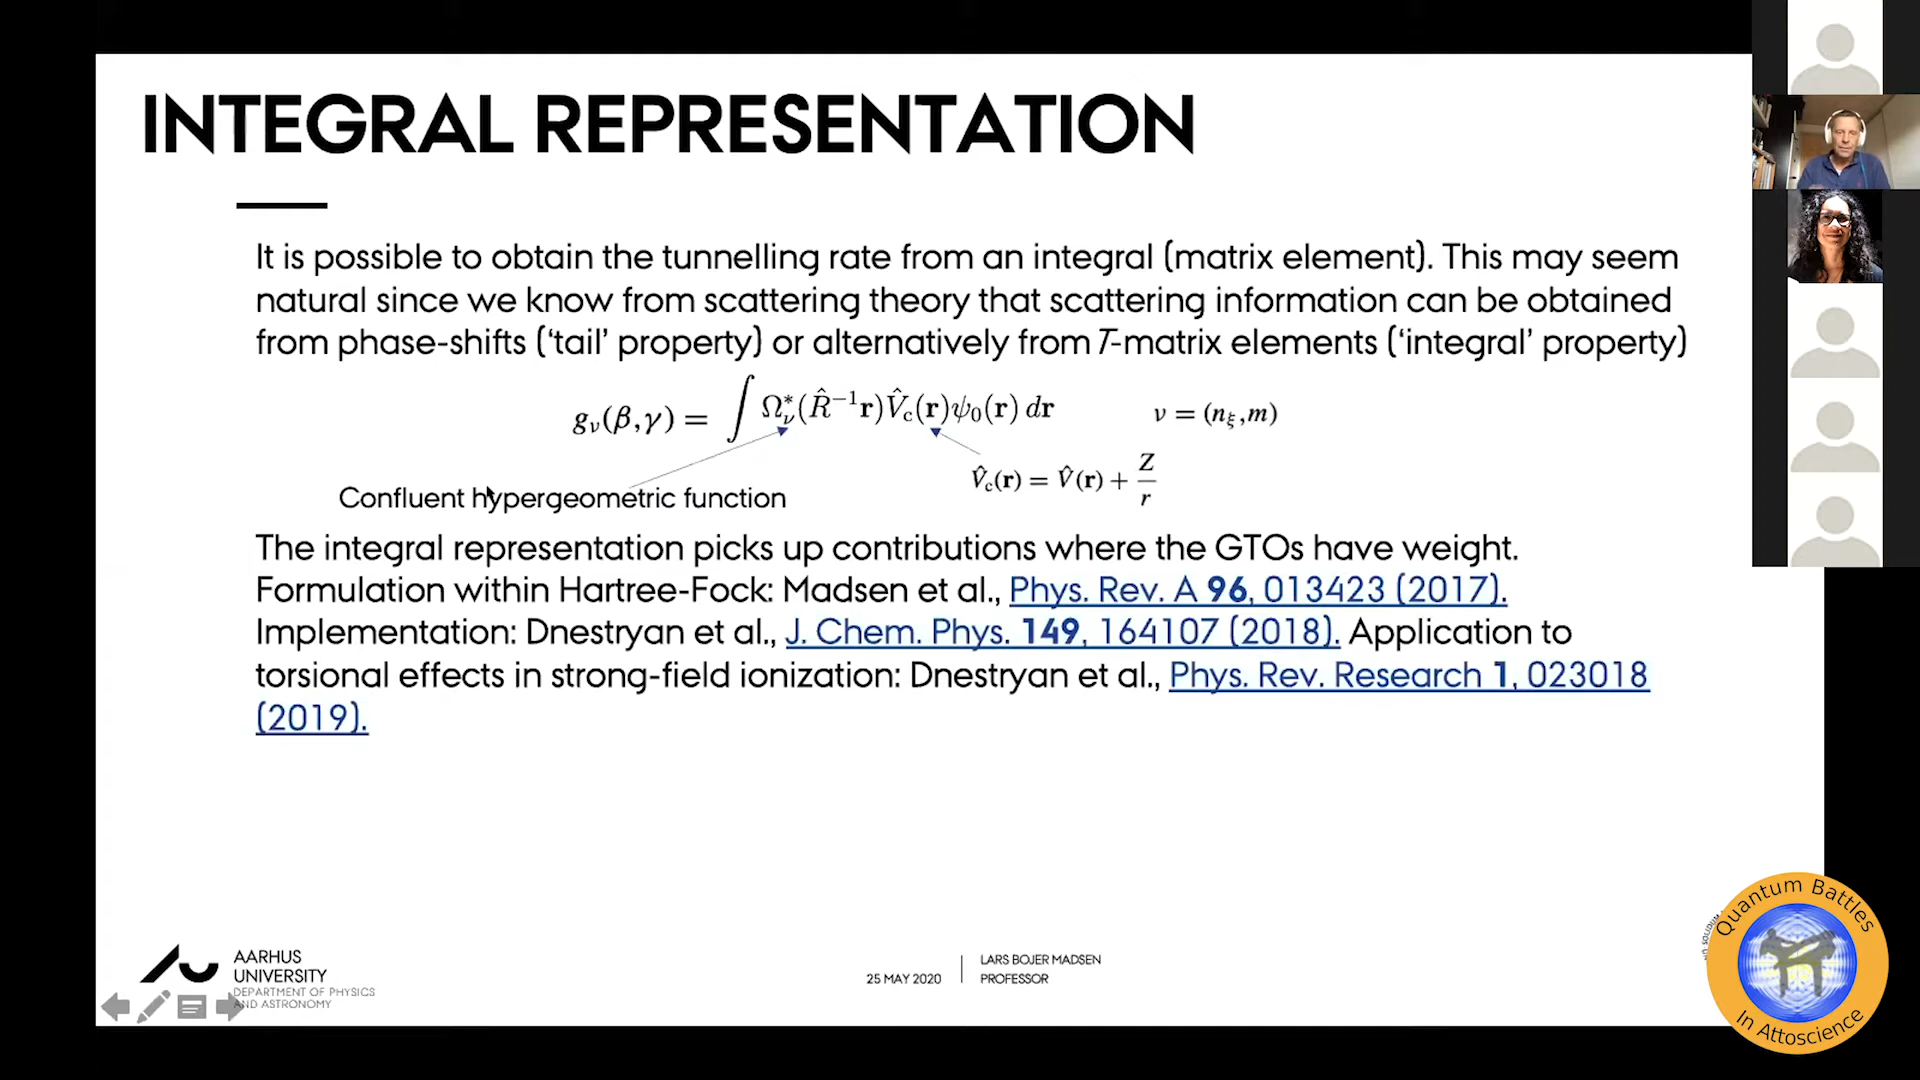 INTEGRAL REPRESENTATION
It is possible to obtain the tunnelling rate from an integral (matrix element). This may seem
natural since we know from scattering theory that scattering information can be obtained
from phase-shifts (‘tail’ property) or alternatively from T-matrix elements (‘integral’ property)
g_ν(β,γ) = ∫ Ω_ν^*(R̂^{-1}r)V̂_c(r)ψ_0(r) dr    ν = (n_ξ,m)
V̂_c(r) = V̂(r) + Z/r
Confluent hypergeometric function
The integral representation picks up contributions where the GTOs have weight.
Formulation within Hartree-Fock: Madsen et al., Phys. Rev. A 96, 013423 (2017).
Implementation: Dnestryan et al., J. Chem. Phys. 149, 164107 (2018). Application to
torsional effects in strong-field ionization: Dnestryan et al., Phys. Rev. Research 1, 023018
(2019).
AARHUS
UNIVERSITY
DEPARTMENT OF PHYSICS
AND ASTRONOMY
25 MAY 2020
LARS BOJER MADSEN
PROFESSOR
Quantum Battles
In Attoscience